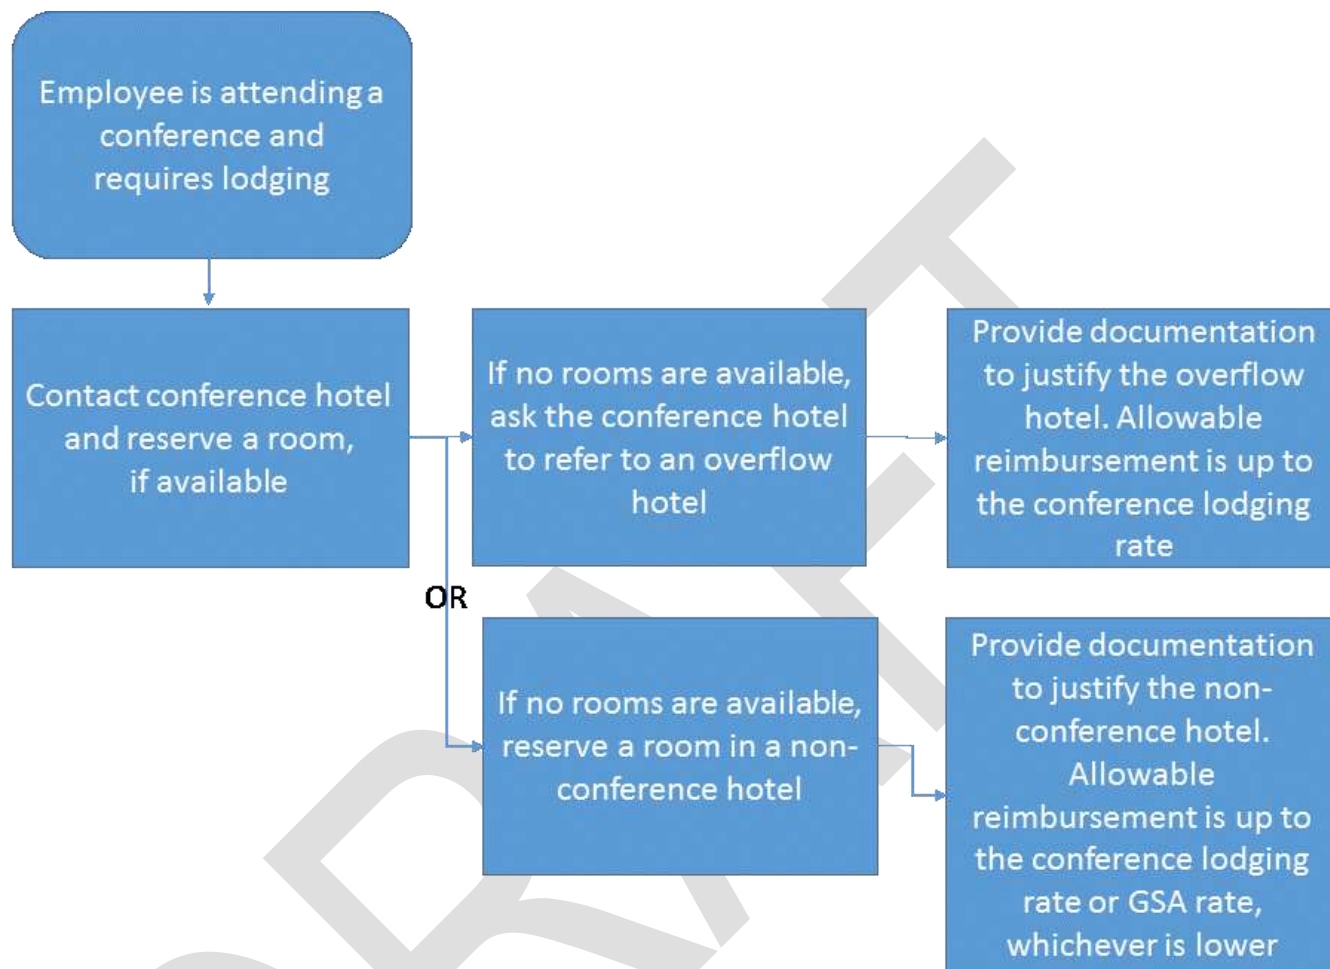 Employee is attending a
conference and
requires lodging
Contact conference hotel
and reserve a room,
if available
If no rooms are available,
ask the conference hotel
to refer to an overflow
hotel
Provide documentation
to justify the overflow
hotel. Allowable
reimbursement is up to
the conference lodging
rate
OR
If no rooms are available,
reserve a room in a non-
conference hotel
Provide documentation
to justify the non-
conference hotel.
Allowable
reimbursement is up to
the conference lodging
rate or GSA rate,
whichever is lower
DRAFT